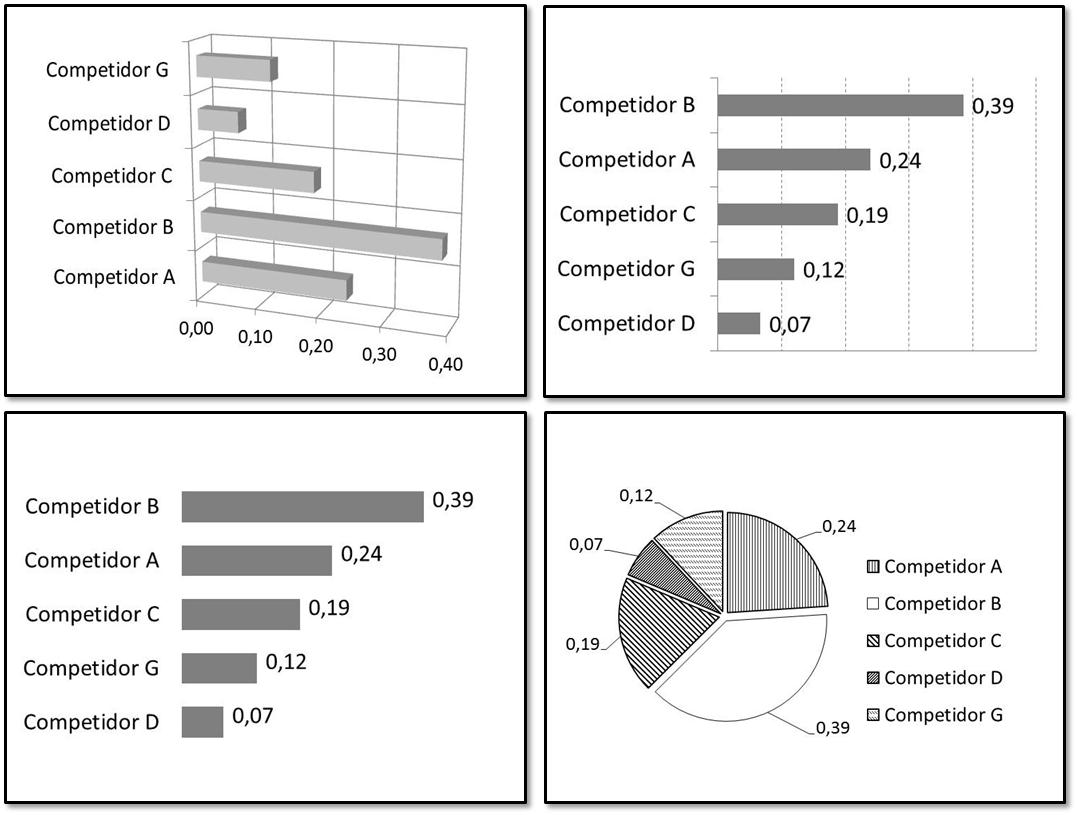 Competidor G
Competidor D
Competidor C
Competidor B
Competidor A
0,00
0,10
0,20
0,30
0,40
Competidor B 0,39
Competidor A 0,24
Competidor C 0,19
Competidor G 0,12
Competidor D 0,07
Competidor B 0,39
Competidor A 0,24
Competidor C 0,19
Competidor G 0,12
Competidor D 0,07
0,12
0,24
0,07
0,19
0,39
Competidor A
Competidor B
Competidor C
Competidor D
Competidor G